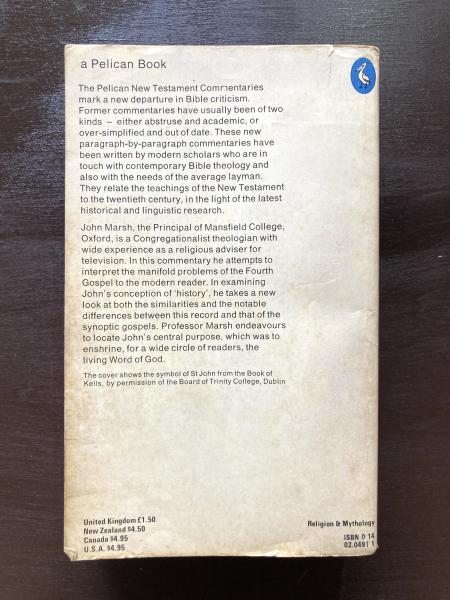 a Pelican Book
The Pelican New Testament Commentaries
mark a new departure in Bible criticism.
Former commentaries have usually been of two
kinds – either abstruse and academic, or
over-simplified and out of date. These new
paragraph-by-paragraph commentaries have
been written by modern scholars who are in
touch with contemporary Bible theology and
also with the needs of the average layman.
They relate the teachings of the New Testament
to the twentieth century, in the light of the latest
historical and linguistic research.
John Marsh, the Principal of Mansfield College,
Oxford, is a Congregationalist theologian with
wide experience as a religious adviser for
television. In this commentary he attempts to
interpret the manifold problems of the Fourth
Gospel to the modern reader. In examining
John's conception of 'history', he takes a new
look at both the similarities and the notable
differences between this record and that of the
synoptic gospels. Professor Marsh endeavours
to locate John's central purpose, which was to
enshrine, for a wide circle of readers, the
living Word of God.
The cover shows the symbol of St John from the Book of
Kells, by permission of the Board of Trinity College, Dublin
United Kingdom £1.50
New Zealand $4.50
Canada $4.95
U.S.A. $4.95
Religion & Mythology
ISBN 0 14
02.0491 1